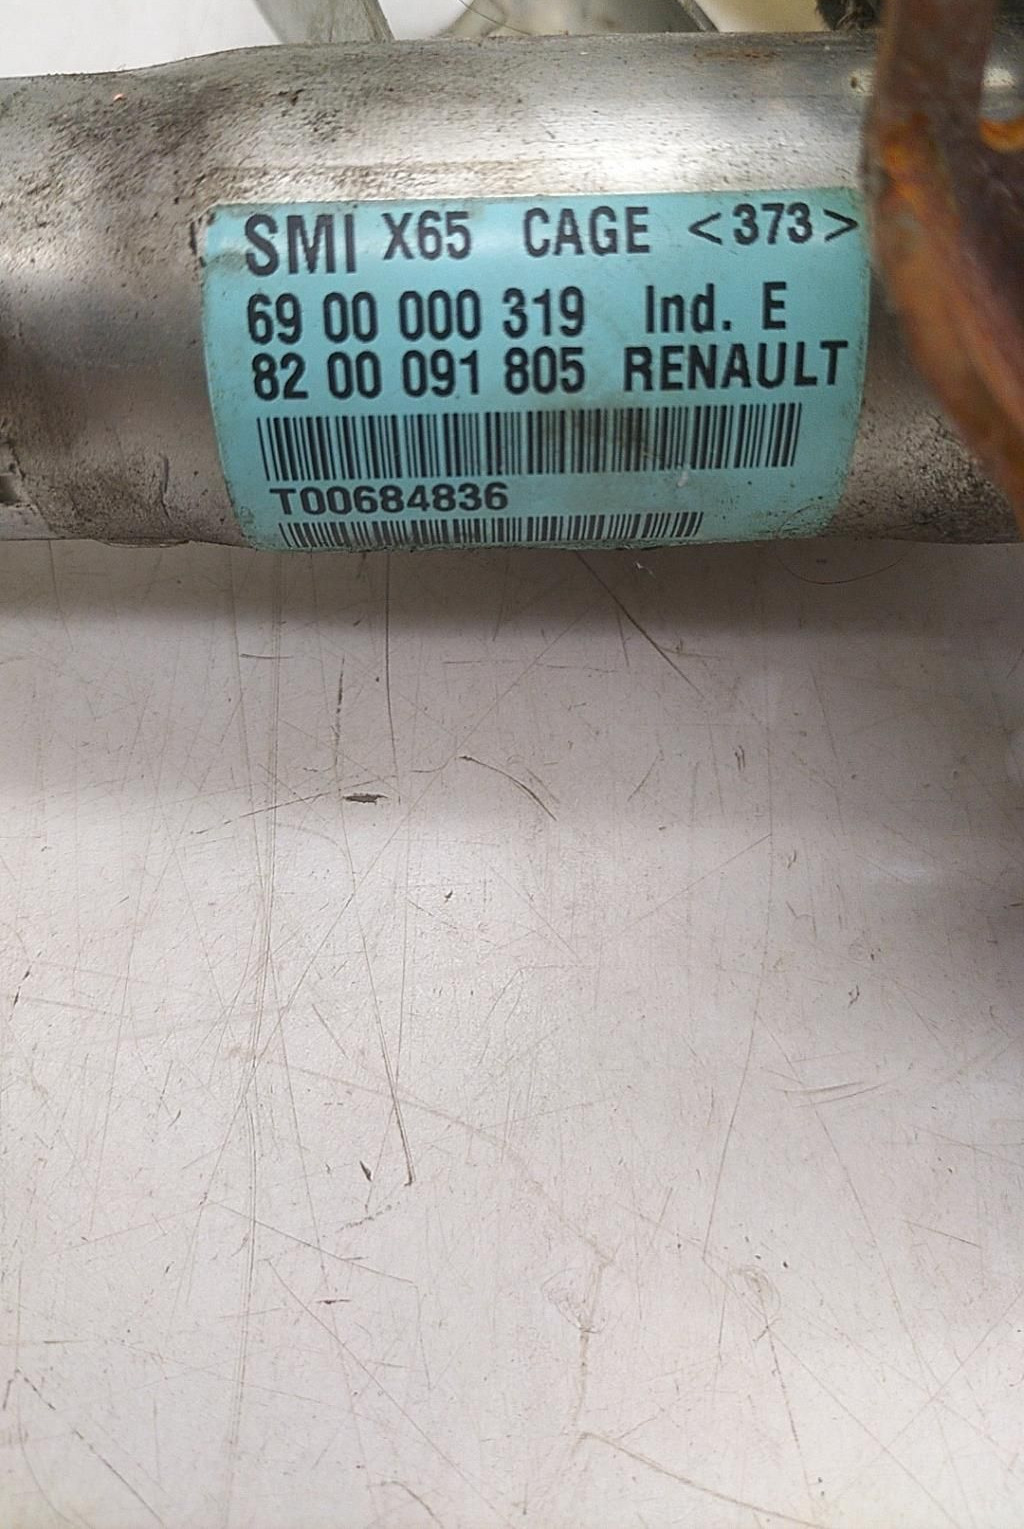 SMI X65 CAGE <373>
69 00 000 319 Ind. E
82 00 091 805 RENAULT
T00684836